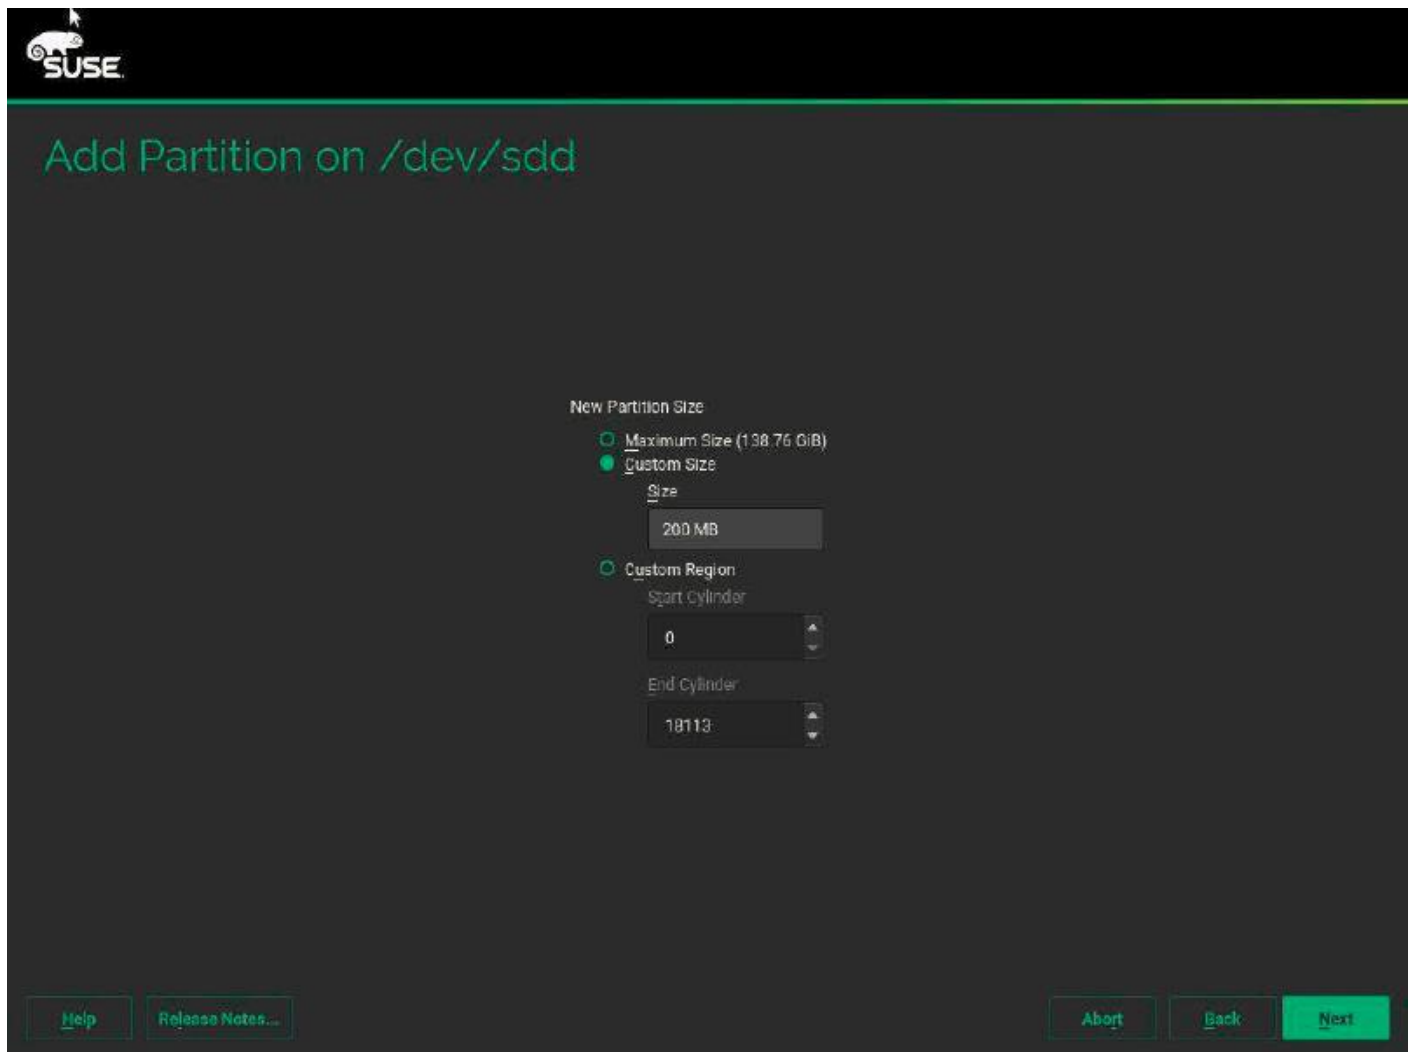 SUSE.
Add Partition on /dev/sdd
New Partition Size
Maximum Size (138.76 GiB)
Custom Size
Size
200 MB
Custom Region
Start Cylinder
0
End Cylinder
18113
Help
Release Notes...
Abort
Back
Next